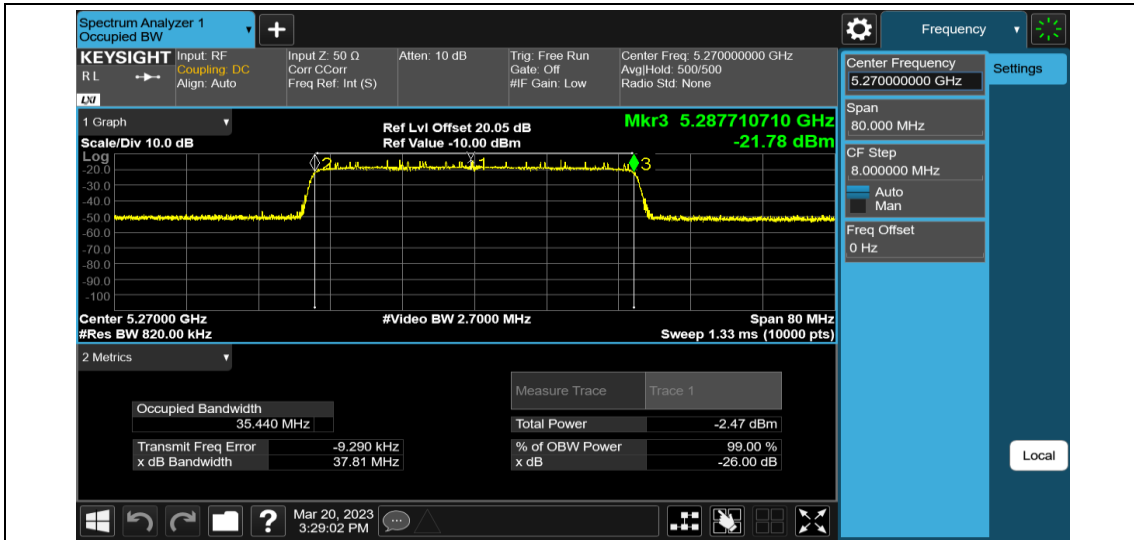 Spectrum Analyzer 1
Occupied BW
Frequency
KEYSIGHT
R L
LXI
Input: RF
Coupling: DC
Align: Auto
Input Z: 50 Ω
Corr CCorr
Freq Ref: Int (S)
Atten: 10 dB
Trig: Free Run
Gate: Off
#IF Gain: Low
Center Freq: 5.270000000 GHz
Avg|Hold: 500/500
Radio Std: None
Center Frequency
5.270000000 GHz
Settings
Span
80.000 MHz
CF Step
8.000000 MHz
Auto
Man
Freq Offset
0 Hz
1 Graph
Scale/Div 10.0 dB
Ref Lvl Offset 20.05 dB
Ref Value -10.00 dBm
Mkr3 5.287710710 GHz
-21.78 dBm
Log
2
1
3
-20.0
-30.0
-40.0
-50.0
-60.0
-70.0
-80.0
-90.0
-100
Center 5.27000 GHz
#Video BW 2.7000 MHz
Span 80 MHz
#Res BW 820.00 kHz
Sweep 1.33 ms (10000 pts)
2 Metrics
Measure Trace
Trace 1
Occupied Bandwidth
35.440 MHz
Total Power
-2.47 dBm
Transmit Freq Error
-9.290 kHz
% of OBW Power
99.00 %
x dB Bandwidth
37.81 MHz
x dB
-26.00 dB
Local
?
Mar 20, 2023
3:29:02 PM